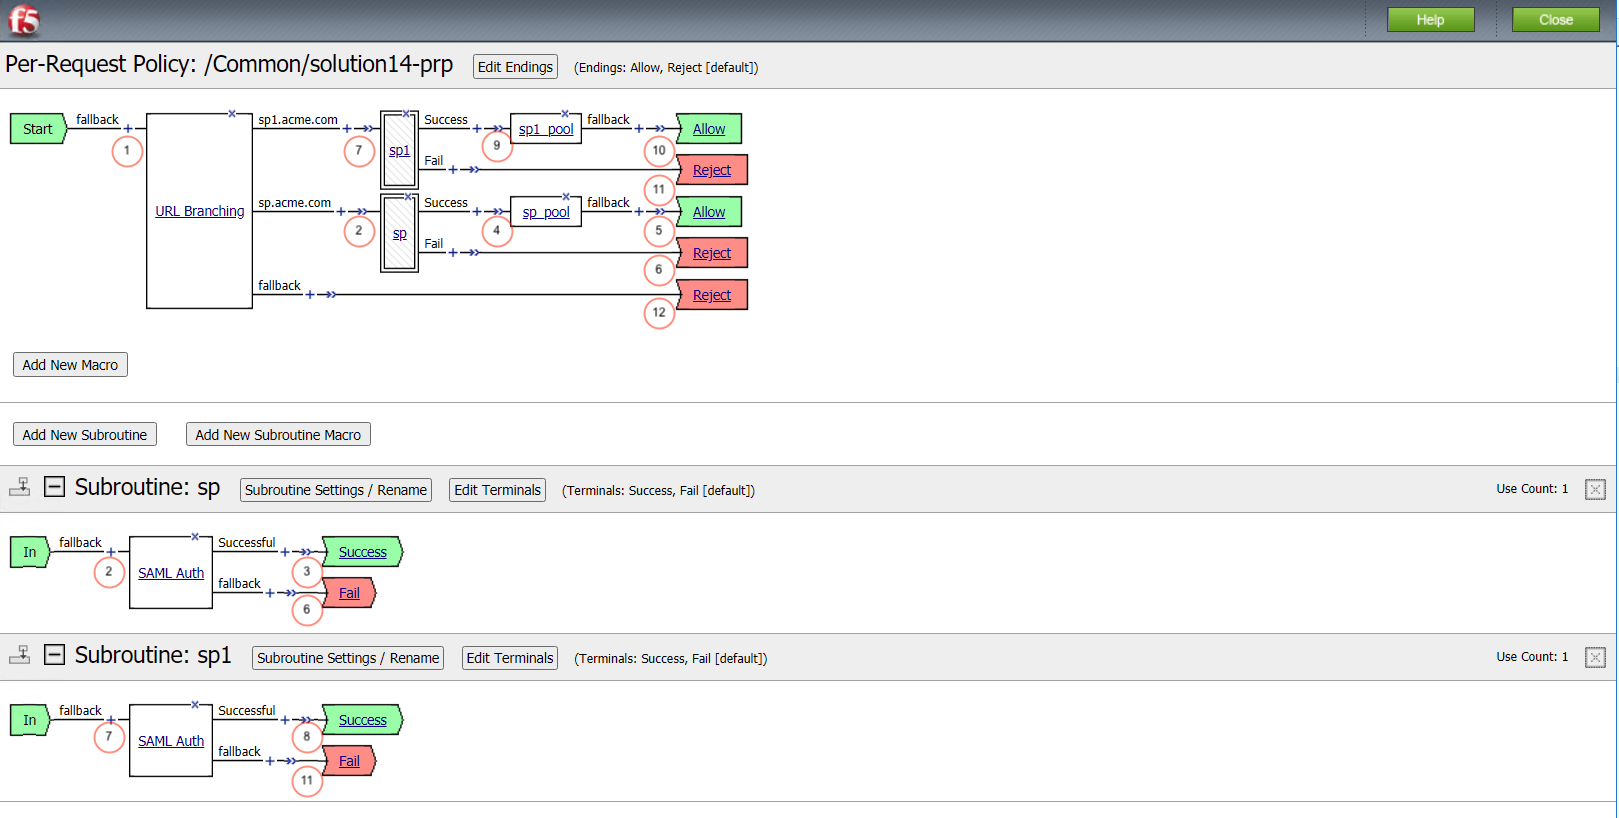 f5
Help
Close
Per-Request Policy: /Common/solution14-prp
Edit Endings
(Endings: Allow, Reject [default])
Start
fallback
1
URL Branching
sp1.acme.com
7
sp1
Success
9
sp1_pool
fallback
10
Allow
Fail
11
Reject
sp.acme.com
2
sp
Success
4
sp_pool
fallback
5
Allow
Fail
6
Reject
fallback
12
Reject
Add New Macro
Add New Subroutine
Add New Subroutine Macro
Subroutine: sp
Subroutine Settings / Rename
Edit Terminals
(Terminals: Success, Fail [default])
Use Count: 1
In
fallback
2
SAML Auth
Successful
3
Success
fallback
6
Fail
Subroutine: sp1
Subroutine Settings / Rename
Edit Terminals
(Terminals: Success, Fail [default])
Use Count: 1
In
fallback
7
SAML Auth
Successful
8
Success
fallback
11
Fail